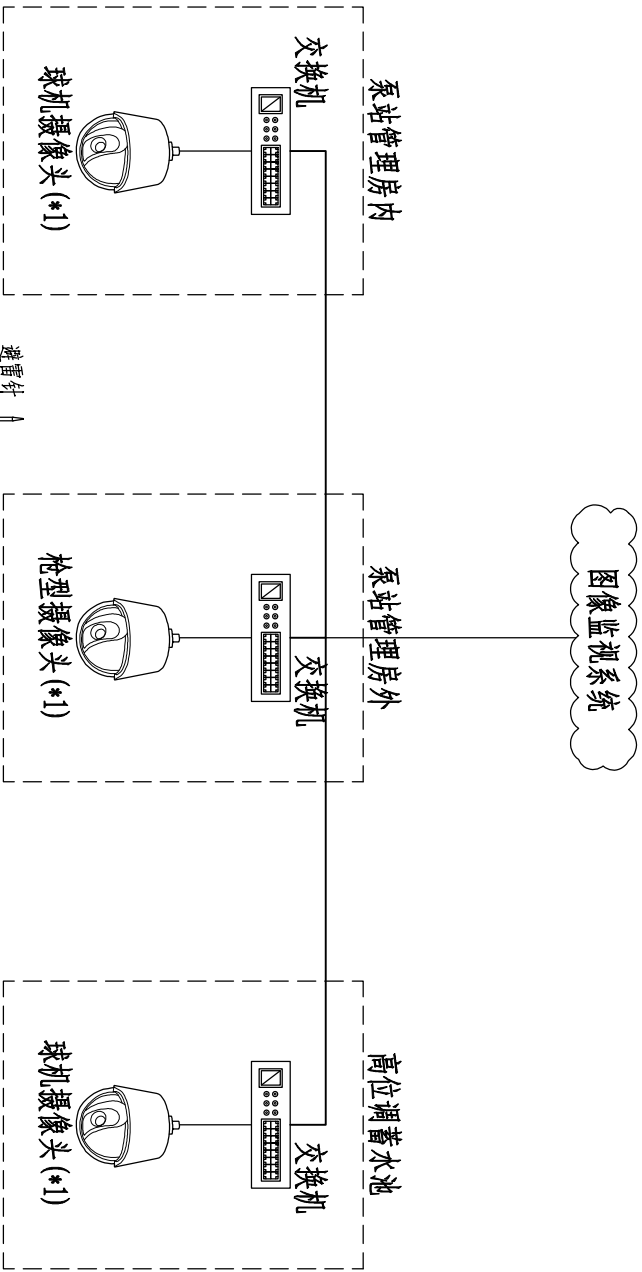 图像监视系统
泵站管理房内
泵站管理房外
高位调蓄水池
交换机
交换机
交换机
球机摄像头(*1)
枪型摄像头(*1)
球机摄像头(*1)
避雷针